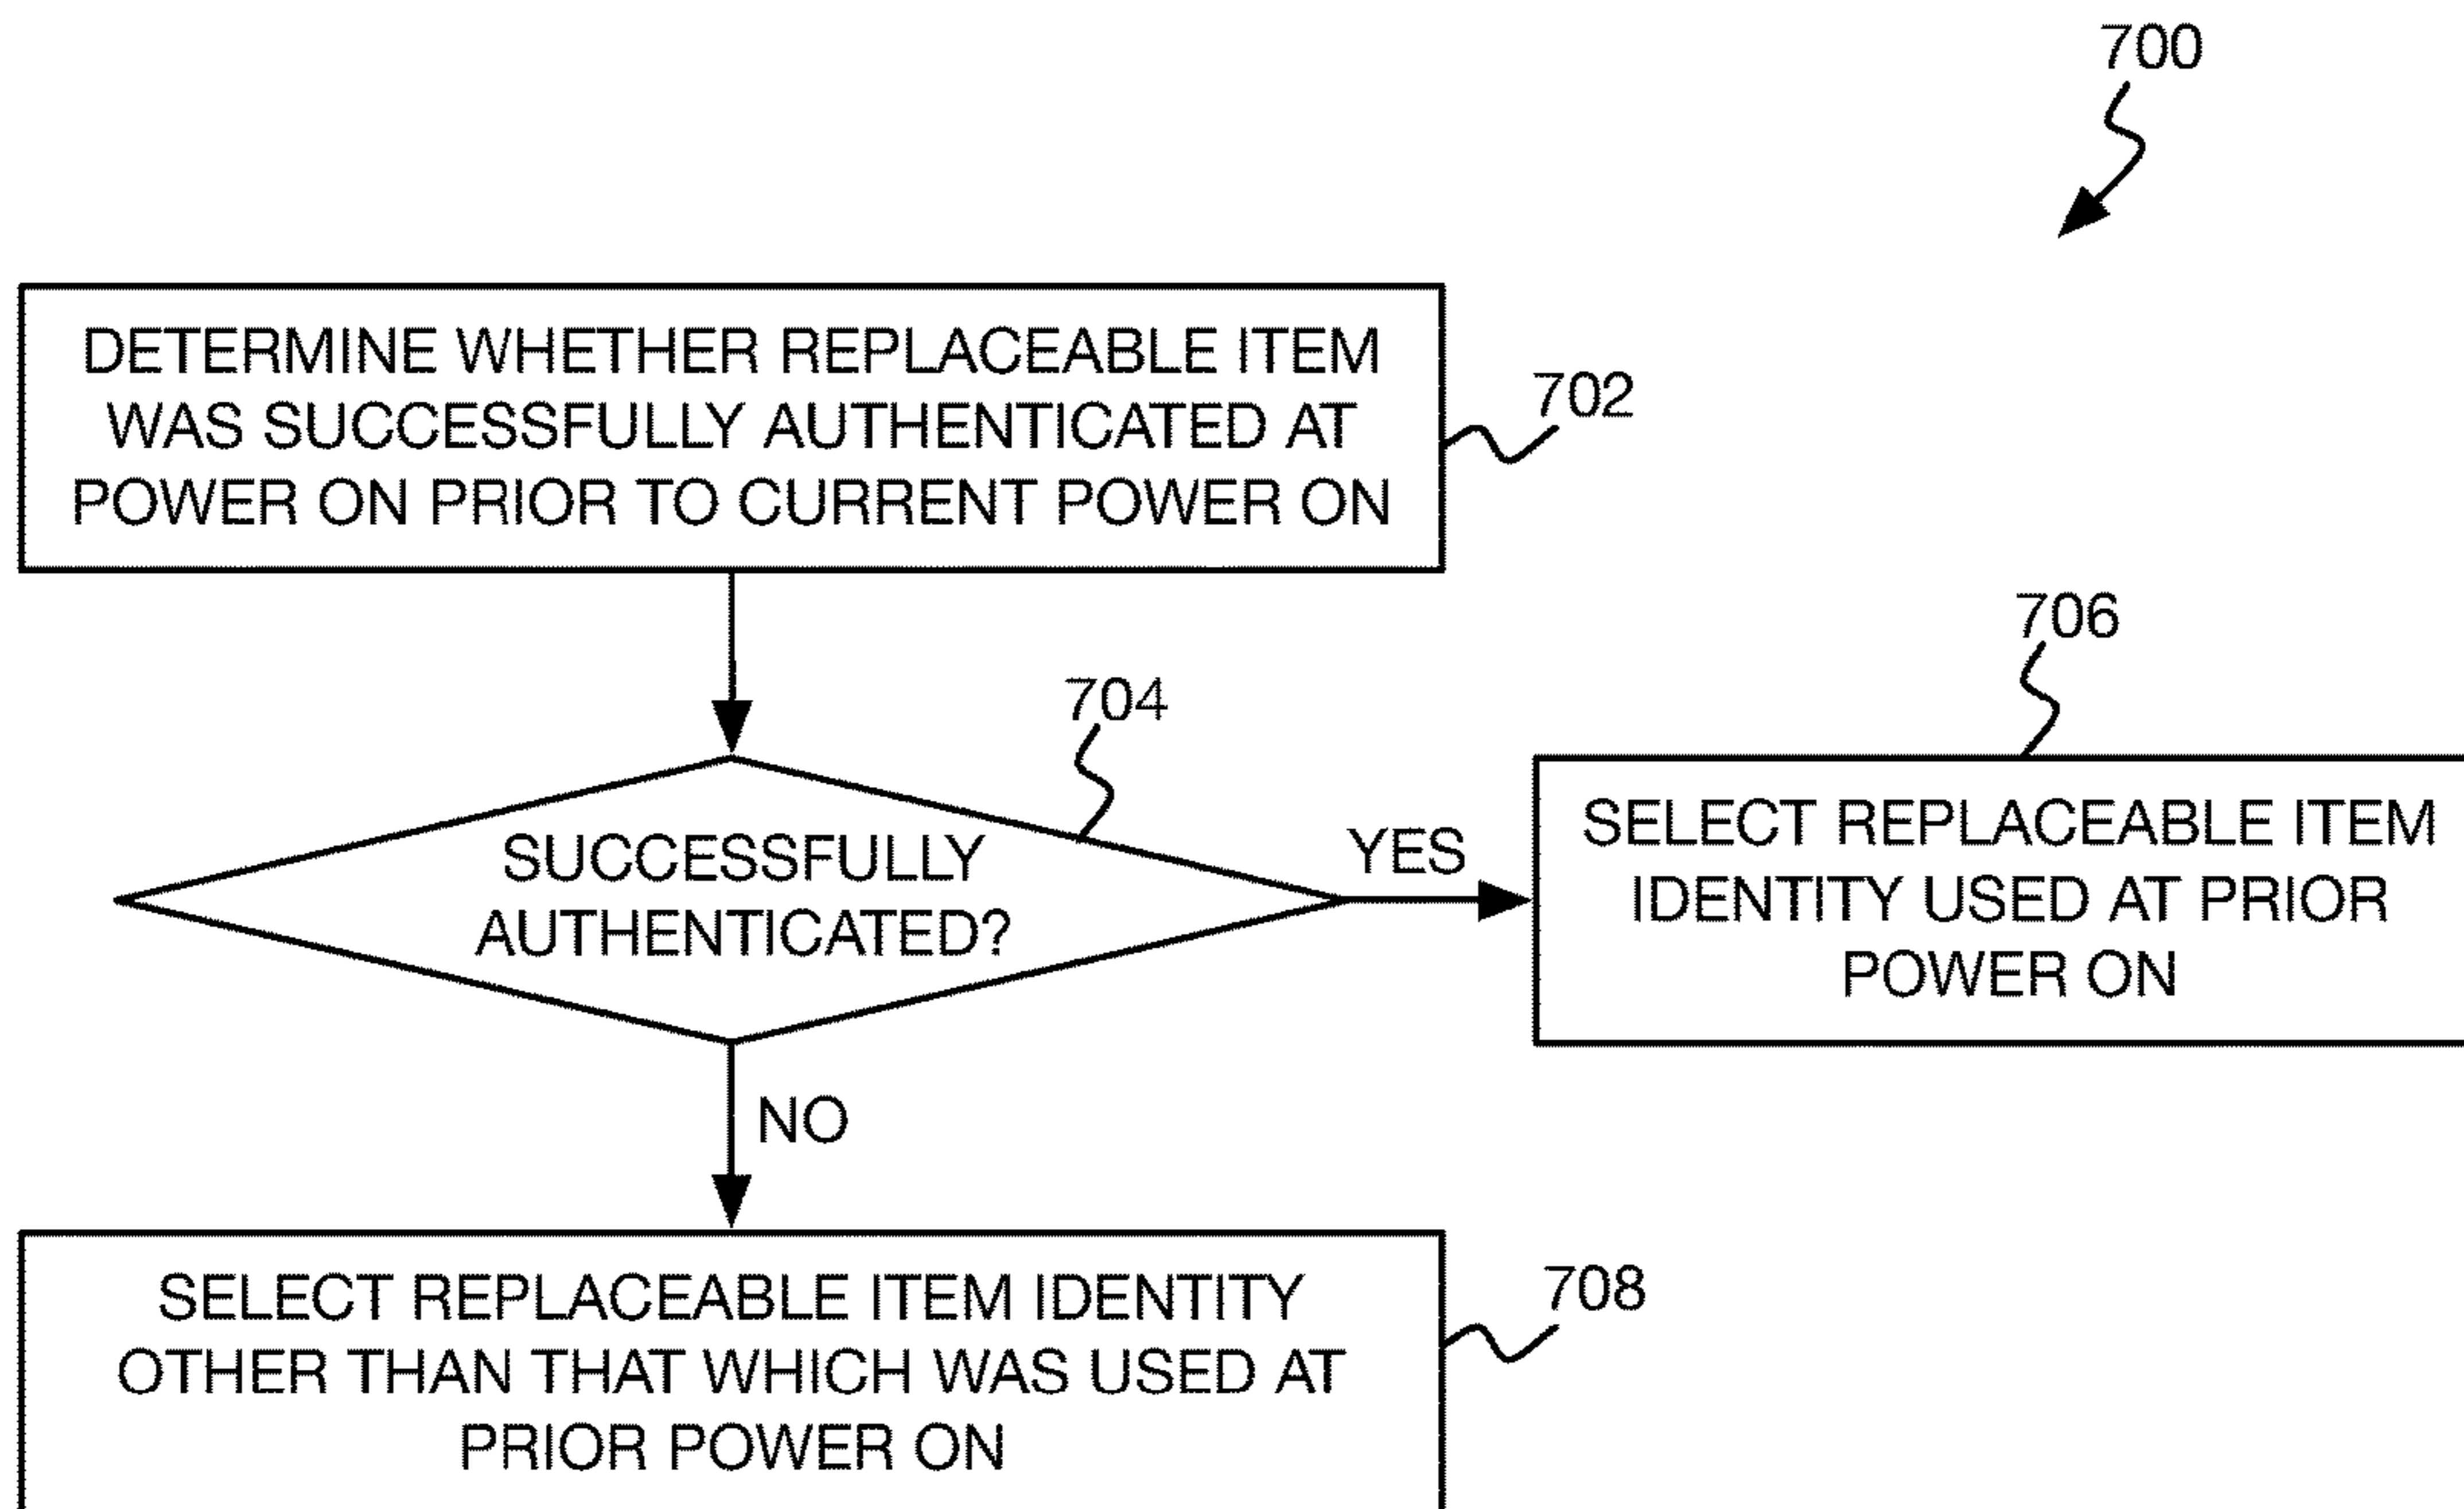 700
DETERMINE WHETHER REPLACEABLE ITEM
WAS SUCCESSFULLY AUTHENTICATED AT
POWER ON PRIOR TO CURRENT POWER ON
702
704
SUCCESSFULLY
AUTHENTICATED?
YES
706
SELECT REPLACEABLE ITEM
IDENTITY USED AT PRIOR
POWER ON
NO
SELECT REPLACEABLE ITEM IDENTITY
OTHER THAN THAT WHICH WAS USED AT
PRIOR POWER ON
708